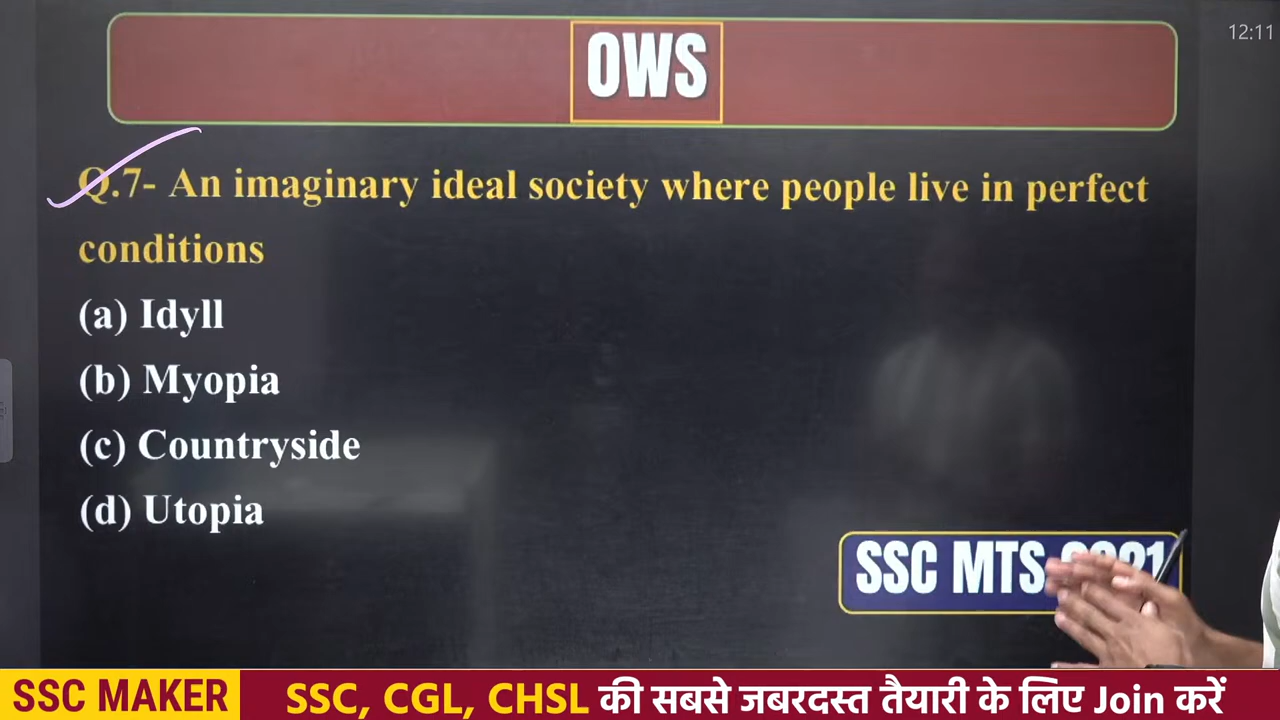 12:11
OWS
Q.7- An imaginary ideal society where people live in perfect
conditions
(a) Idyll
(b) Myopia
(c) Countryside
(d) Utopia
SSC MTS
SSC MAKER SSC, CGL, CHSL की सबसे जबरदस्त तैयारी के लिए Join करें